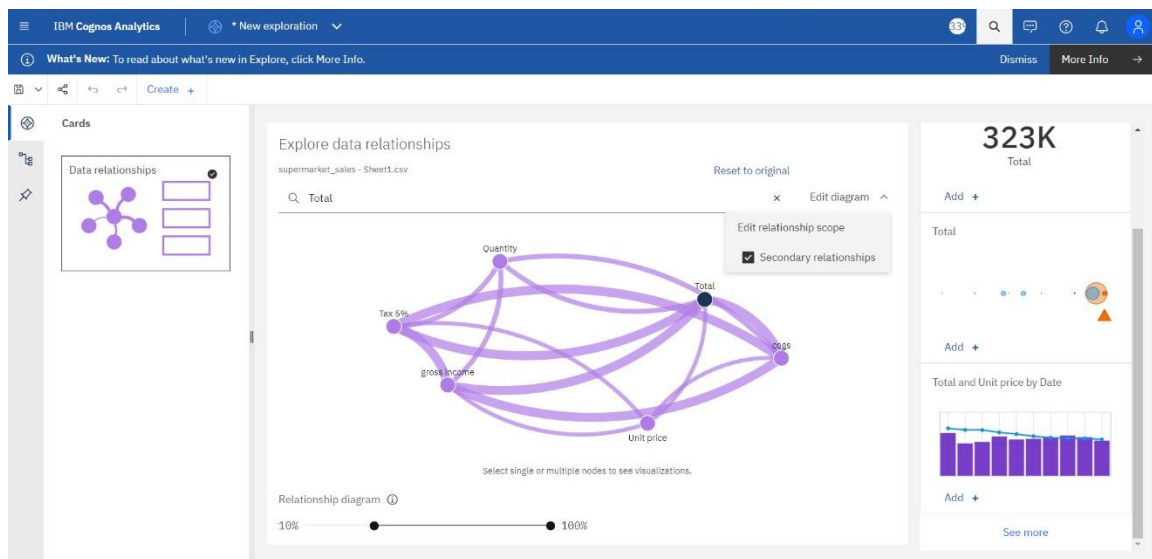 IBM Cognos Analytics
* New exploration
What's New: To read about what's new in Explore, click More Info.
Dismiss
More Info
Create +
Cards
Data relationships
Explore data relationships
supermarket_sales - Sheet1.csv
Reset to original
Total
Edit diagram
Edit relationship scope
Secondary relationships
Quantity
Total
Tax 5%
cogs
gross income
Unit price
Select single or multiple nodes to see visualizations.
Relationship diagram
10%
100%
323K
Total
Add +
Total
Add +
Total and Unit price by Date
Add +
See more